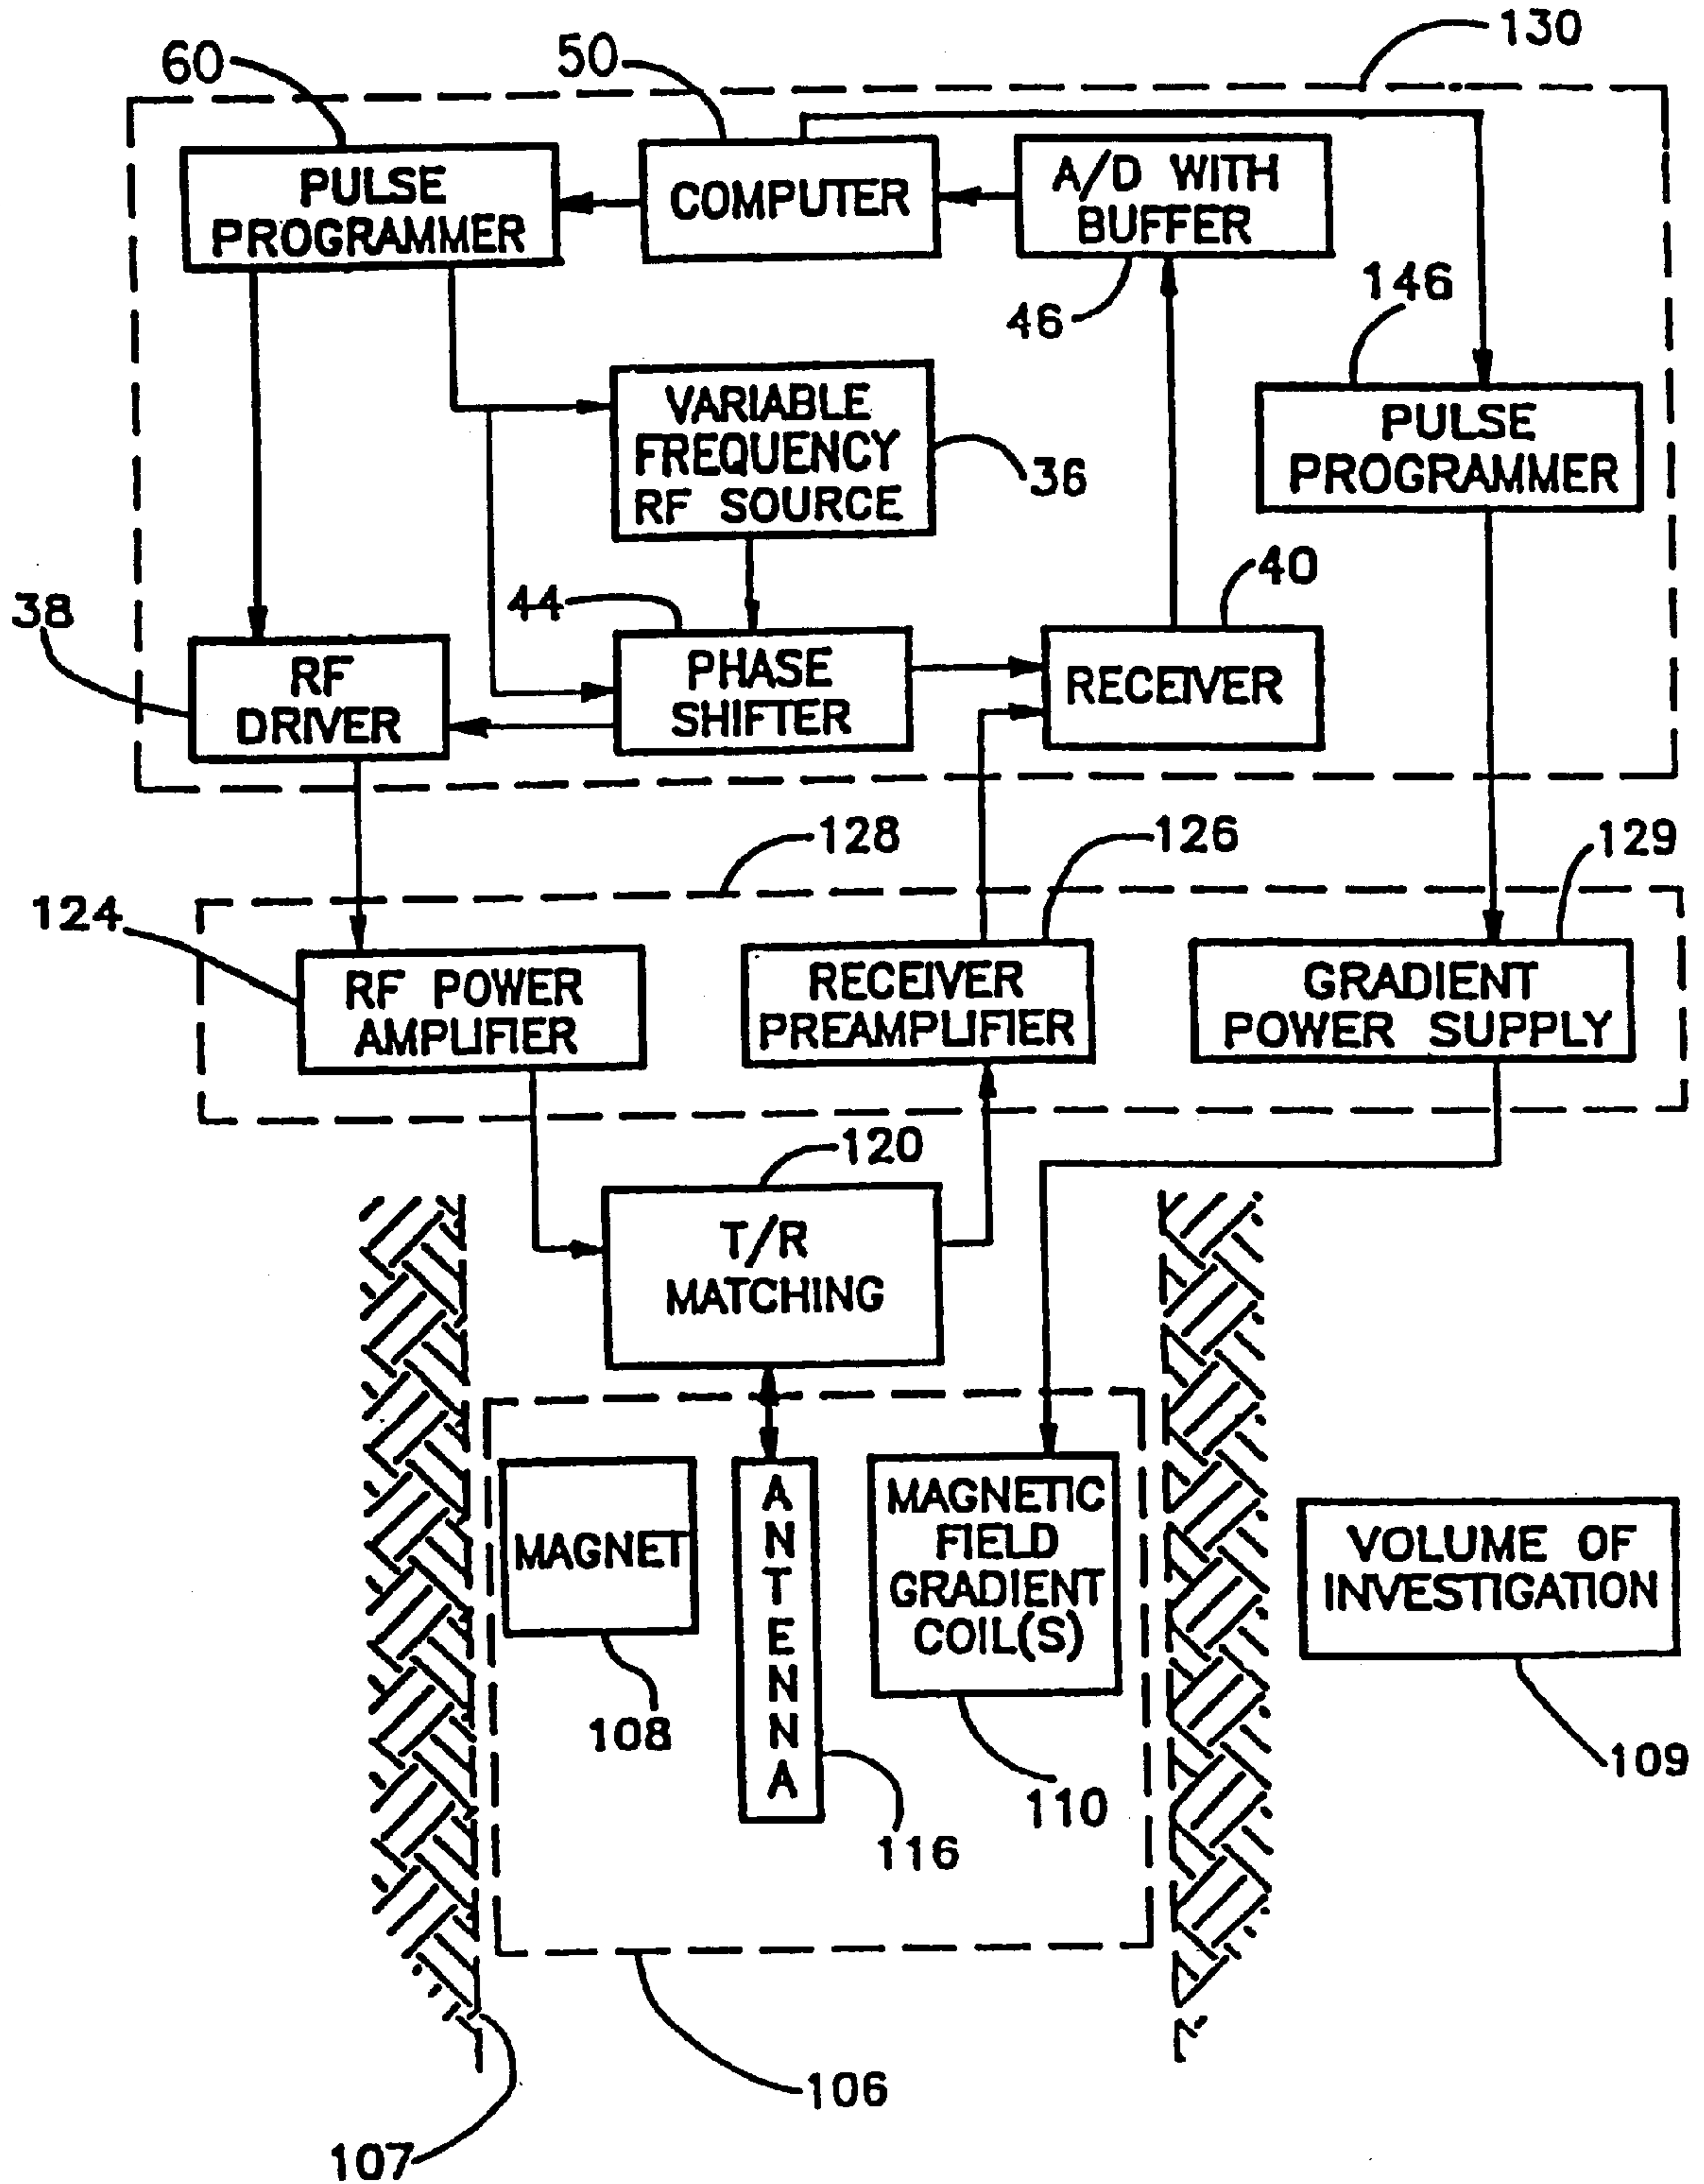 130
60
50
PULSE
PROGRAMMER
COMPUTER
A/D WITH
BUFFER
46
146
VARIABLE
FREQUENCY
RF SOURCE
36
PULSE
PROGRAMMER
38
44
40
RF
DRIVER
PHASE
SHIFTER
RECEIVER
128
126
129
124
RF POWER
AMPLIFIER
RECEIVER
PREAMPLIFIER
GRADIENT
POWER SUPPLY
120
T/R
MATCHING
MAGNET
108
ANTENNA
116
MAGNETIC
FIELD
GRADIENT
COIL(S)
110
VOLUME OF
INVESTIGATION
109
106
107